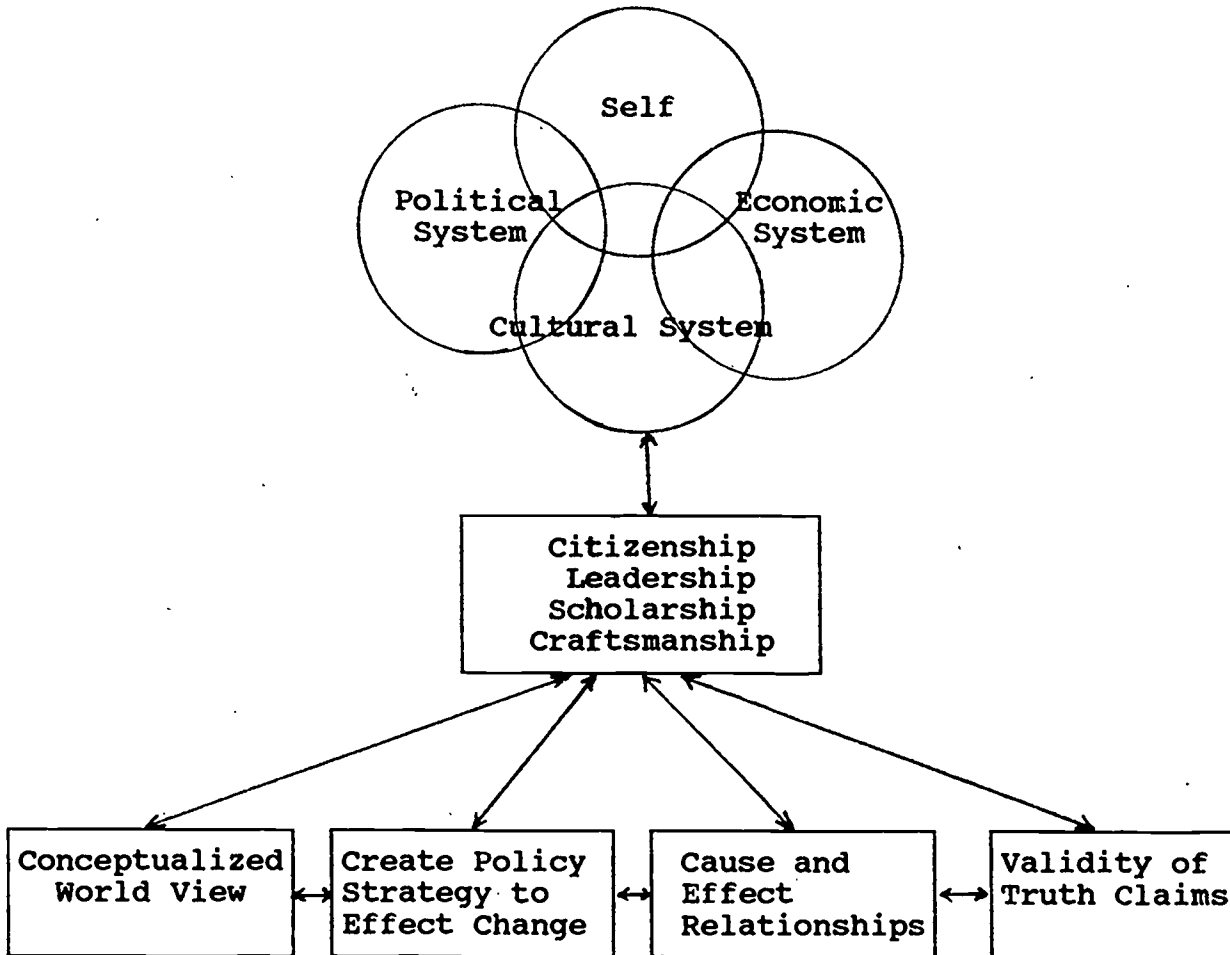 Self
Political
System
Economic
System
Cultural System
Citizenship
Leadership
Scholarship
Craftsmanship
Conceptualized
World View
Create Policy
Strategy to
Effect Change
Cause and
Effect
Relationships
Validity of
Truth Claims